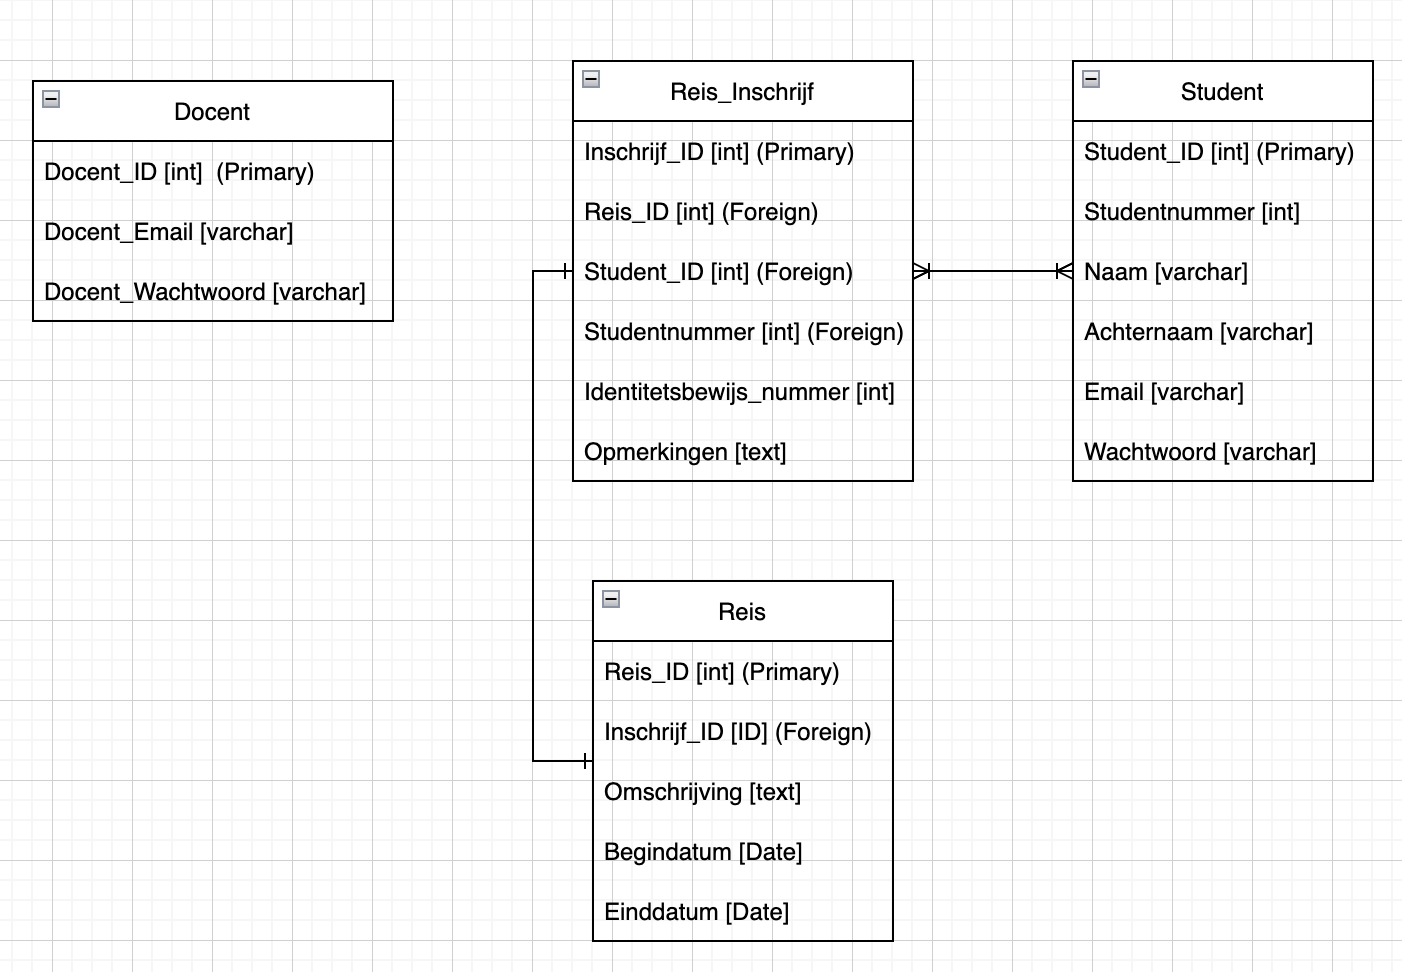 Docent
Docent_ID [int]  (Primary)
Docent_Email [varchar]
Docent_Wachtwoord [varchar]
Reis_Inschrijf
Inschrijf_ID [int] (Primary)
Reis_ID [int] (Foreign)
Student_ID [int] (Foreign)
Studentnummer [int] (Foreign)
Identitetsbewijs_nummer [int]
Opmerkingen [text]
Student
Student_ID [int] (Primary)
Studentnummer [int]
Naam [varchar]
Achternaam [varchar]
Email [varchar]
Wachtwoord [varchar]
Reis
Reis_ID [int] (Primary)
Inschrijf_ID [ID] (Foreign)
Omschrijving [text]
Begindatum [Date]
Einddatum [Date]